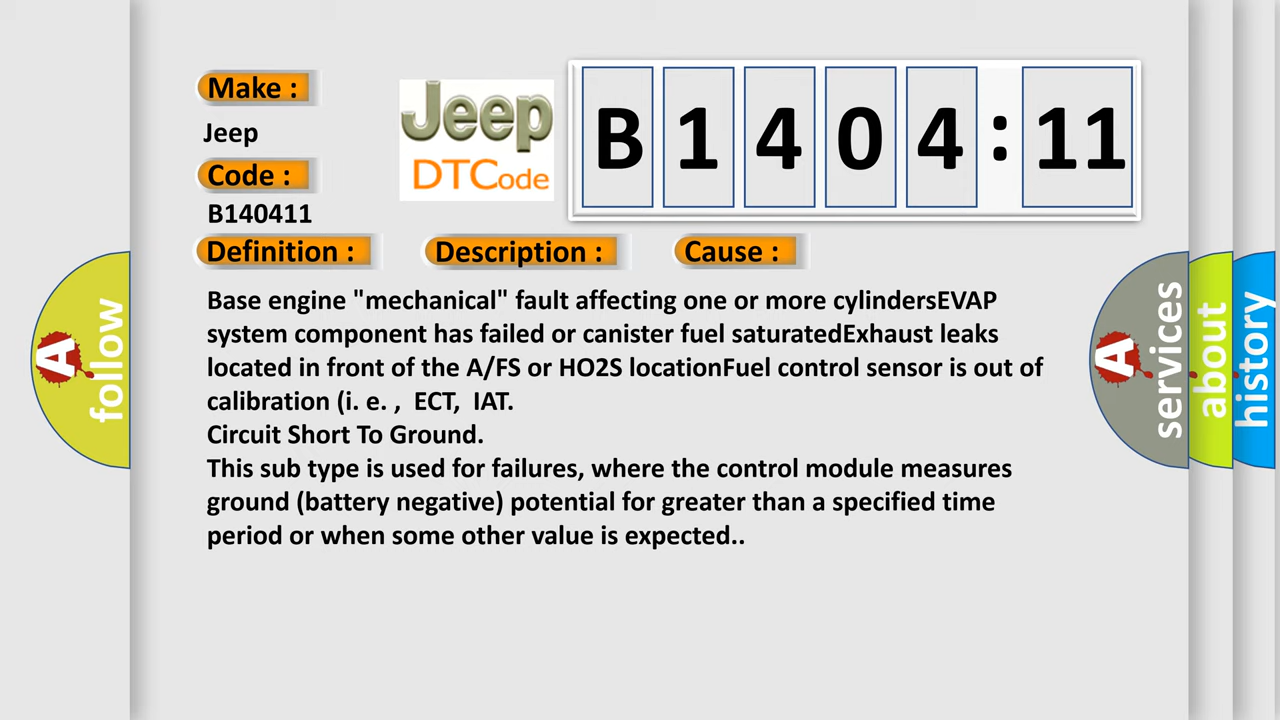 Make :
Jeep
Code :
B140411
Jeep
DTCode
B1404:11
Definition :
Description :
Cause :
Base engine "mechanical" fault affecting one or more cylindersEVAP
system component has failed or canister fuel saturatedExhaust leaks
located in front of the A/FS or HO2S locationFuel control sensor is out of
calibration (i. e. , ECT, IAT.
Circuit Short To Ground.
This sub type is used for failures, where the control module measures
ground (battery negative) potential for greater than a specified time
period or when some other value is expected..
A
follow
A
services
about
history